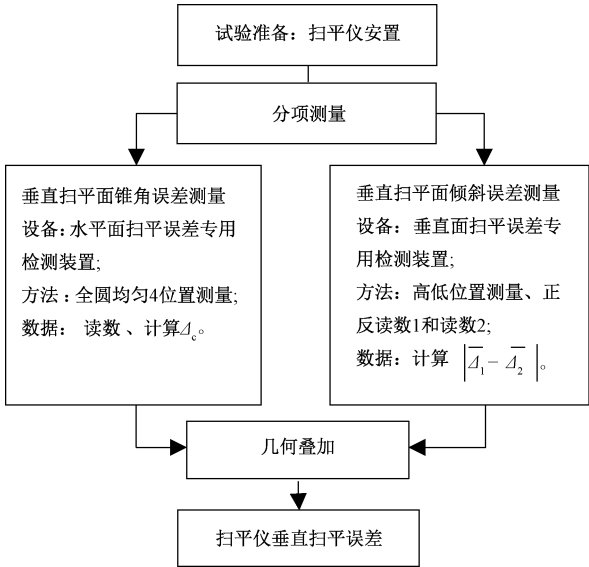 试验准备：扫平仪安置
分项测量
垂直扫平面锥角误差测量
设备：水平面扫平误差专用
检测装置；
方法：全圆均匀4位置测量；
数据： 读数 、计算Δc。
垂直扫平面倾斜误差测量
设备：垂直面扫平误差专
用检测装置；
方法：高低位置测量、正
反读数1和读数2；
数据：计算 |Δ̅1 − Δ̅2|。
几何叠加
扫平仪垂直扫平误差